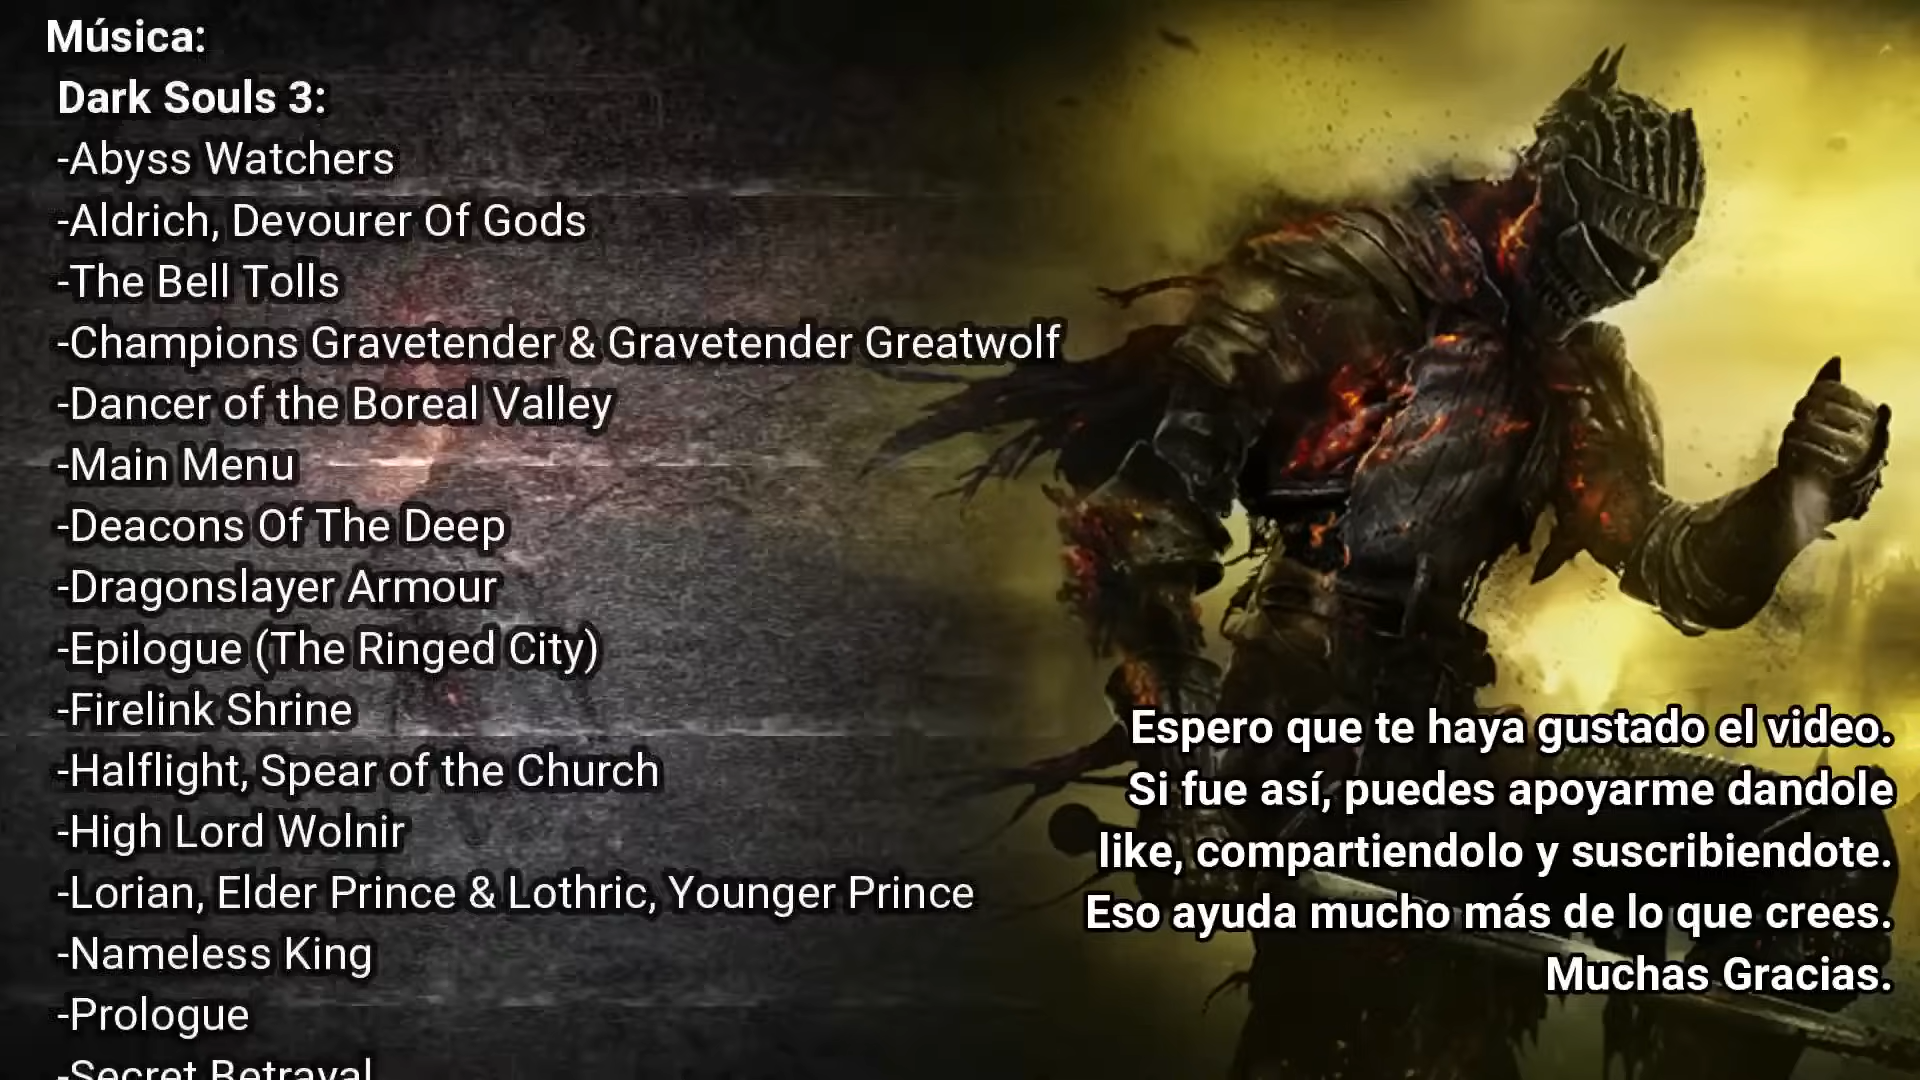 Música:
Dark Souls 3:
-Abyss Watchers
-Aldrich, Devourer Of Gods
-The Bell Tolls
-Champions Gravetender & Gravetender Greatwolf
-Dancer of the Boreal Valley
-Main Menu
-Deacons Of The Deep
-Dragonslayer Armour
-Epilogue (The Ringed City)
-Firelink Shrine
-Halflight, Spear of the Church
-High Lord Wolnir
-Lorian, Elder Prince & Lothric, Younger Prince
-Nameless King
-Prologue
-Secret Betrayal
Espero que te haya gustado el video.
Si fue así, puedes apoyarme dandole
like, compartiendolo y suscribiendote.
Eso ayuda mucho más de lo que crees.
Muchas Gracias.